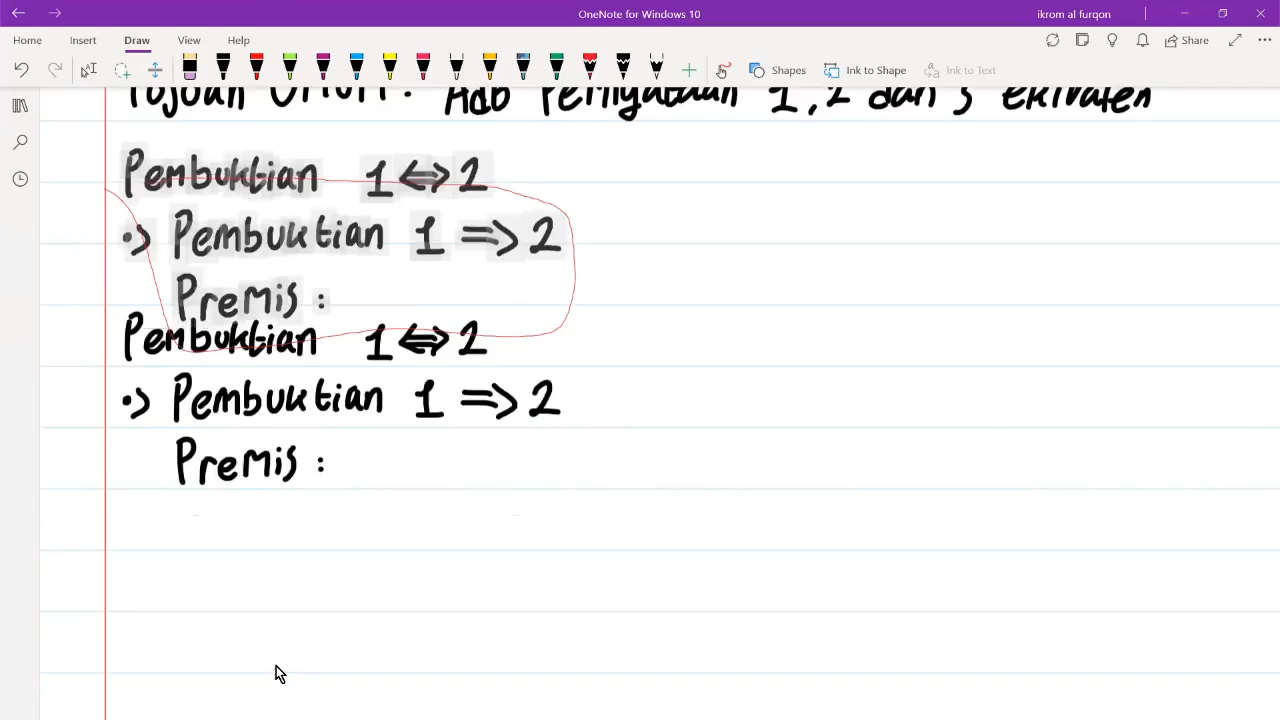 OneNote for Windows 10
ikrom al furqon
Home Insert Draw View Help
Share
Shapes Ink to Shape Ink to Text
Tujuan Umum : Adb Pernyataan 1, 2 dan 3 ekivalen
Pembuktian 1 ⇔ 2
•> Pembuktian 1 => 2
Premis :
Pembuktian 1 ⇔ 2
•> Pembuktian 1 => 2
Premis :